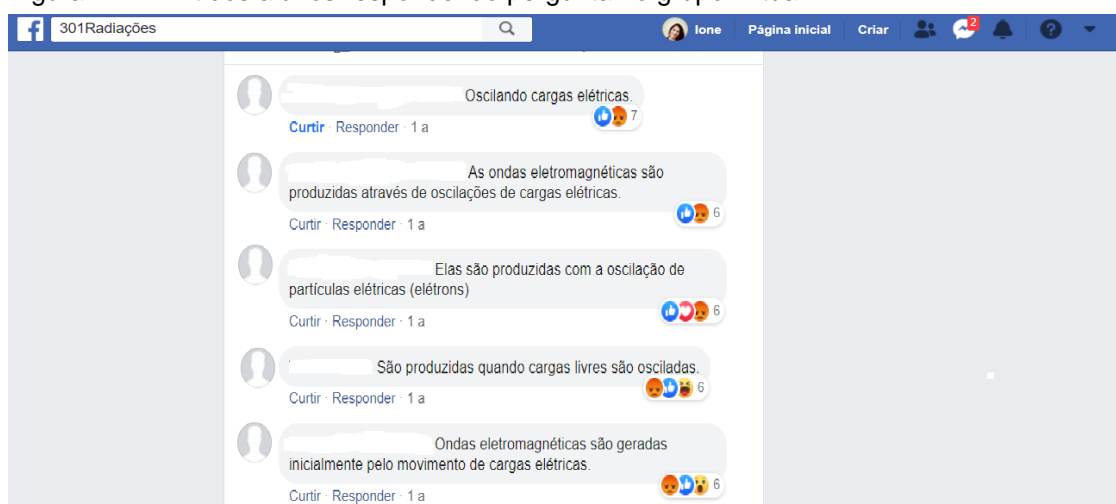 301Radiações
Ione Página inicial Criar 2
Oscilando cargas elétricas.
7
Curtir · Responder · 1 a
As ondas eletromagnéticas são
produzidas através de oscilações de cargas elétricas.
6
Curtir · Responder · 1 a
Elas são produzidas com a oscilação de
partículas elétricas (elétrons)
6
Curtir · Responder · 1 a
São produzidas quando cargas livres são osciladas.
6
Curtir · Responder · 1 a
Ondas eletromagnéticas são geradas
inicialmente pelo movimento de cargas elétricas.
6
Curtir · Responder · 1 a